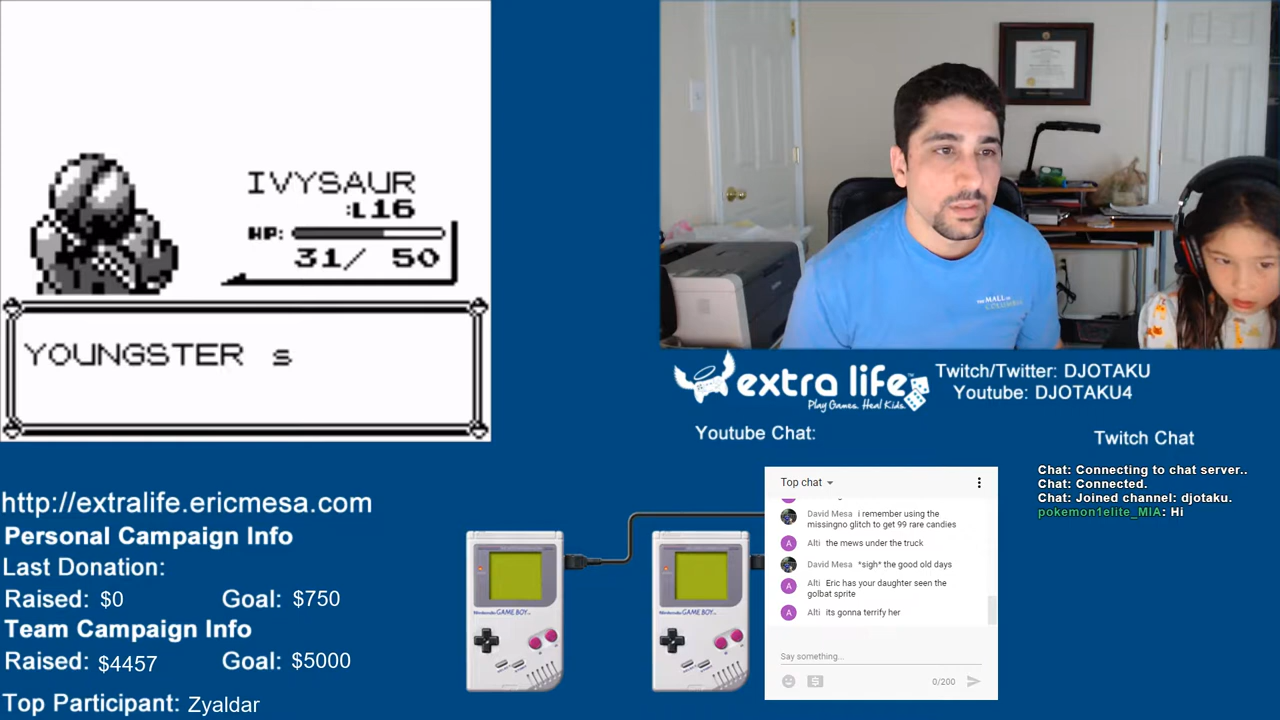 IVYSAUR
:L16
HP:
31/ 50
YOUNGSTER s
THE MALL OF
COLUMBIA
extra life
Play Games. Heal Kids.
Twitch/Twitter: DJOTAKU
Youtube: DJOTAKU4
Youtube Chat:
Twitch Chat
Chat: Connecting to chat server..
Chat: Connected.
Chat: Joined channel: djotaku.
pokemon1elite_MIA: Hi
Top chat
David Mesa i remember using the
missingno glitch to get 99 rare candies
A Alti the mews under the truck
David Mesa *sigh* the good old days
A Alti Eric has your daughter seen the
golbat sprite
A Alti its gonna terrify her
Say something...
0/200
http://extralife.ericmesa.com
Personal Campaign Info
Last Donation:
Raised: $0 Goal: $750
Team Campaign Info
Raised: $4457 Goal: $5000
Top Participant: Zyaldar
Nintendo GAME BOY
Nintendo GAME BOY